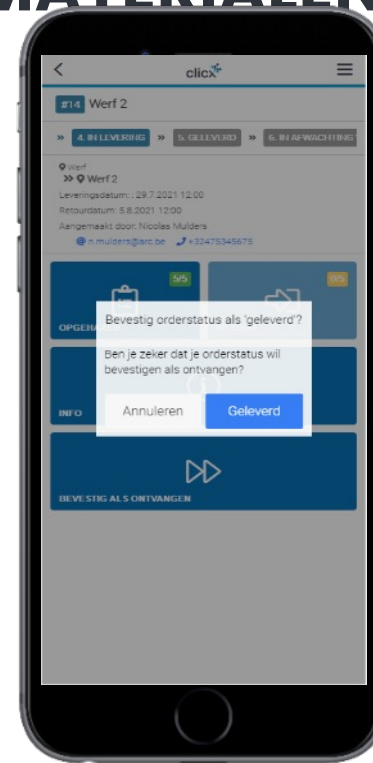 MATERIALEN
clicx
#14 Werf 2
» 4. IN LEVERING » 5. GELEVERD » 6. IN AFWACHTING
Werf
>> Werf 2
Leveringsdatum: : 29.7.2021 12:00
Retourdatum: 5.8.2021 12:00
Aangemaakt door: Nicolas Mulders
n.mulders@arc.be +32475345675
5/5
0/5
Bevestig orderstatus als 'geleverd'?
Ben je zeker dat je orderstatus wil
bevestigen als ontvangen?
INFO
Annuleren Geleverd
BEVESTIG ALS ONTVANGEN